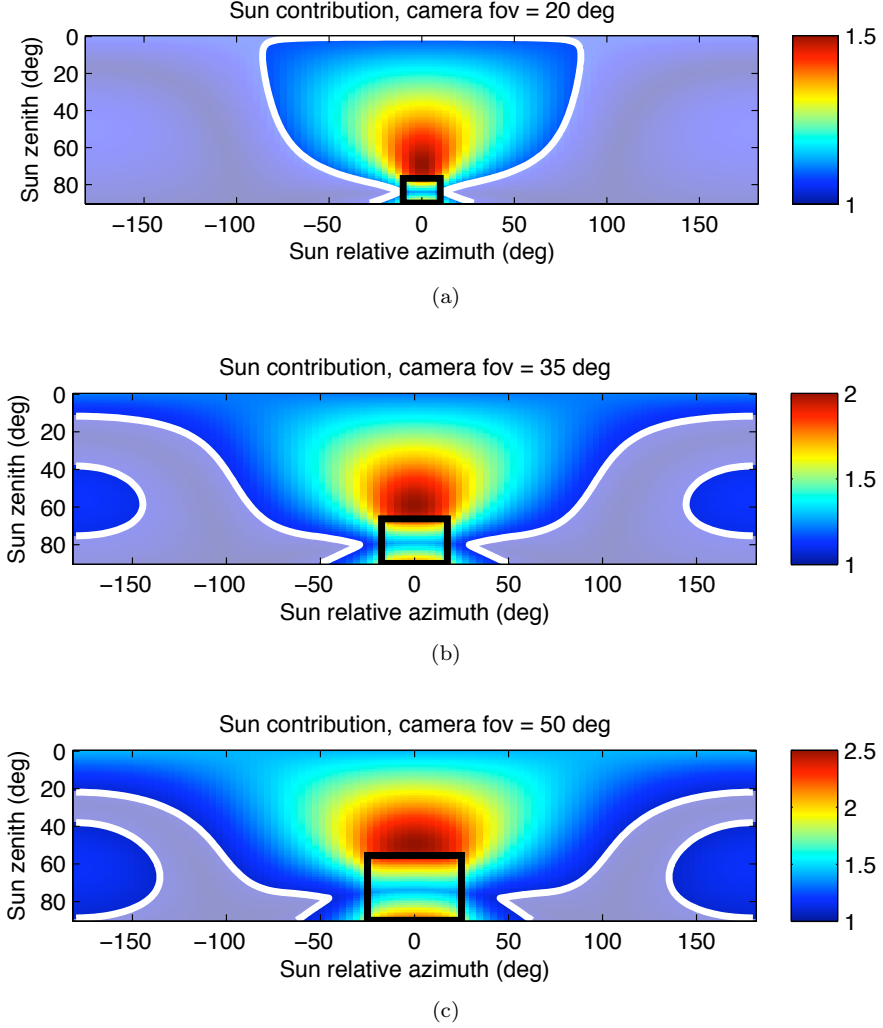 Sun contribution, camera fov = 20 deg
Sun zenith (deg)
0
20
40
60
80
−150 −100 −50 0 50 100 150
Sun relative azimuth (deg)
1.5
1
(a)
Sun contribution, camera fov = 35 deg
Sun zenith (deg)
0
20
40
60
80
−150 −100 −50 0 50 100 150
Sun relative azimuth (deg)
2
1.5
1
(b)
Sun contribution, camera fov = 50 deg
Sun zenith (deg)
0
20
40
60
80
−150 −100 −50 0 50 100 150
Sun relative azimuth (deg)
2.5
2
1.5
1
(c)